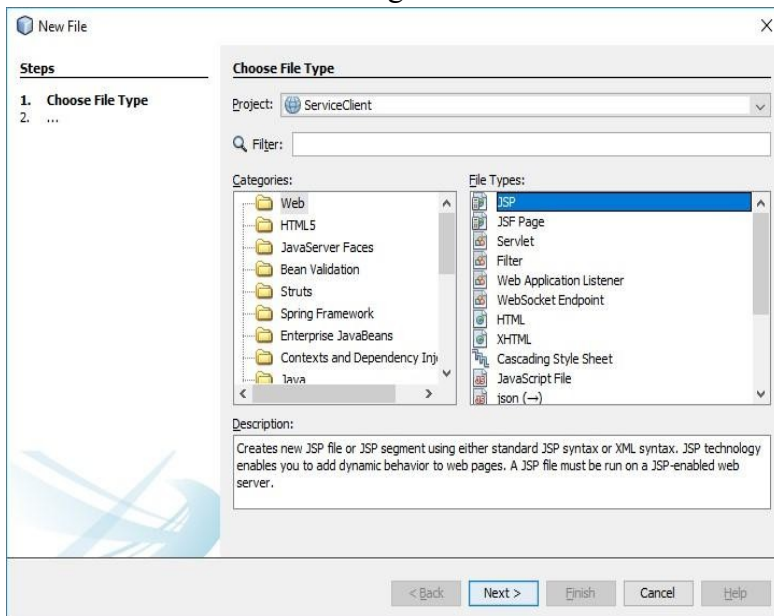 New File
Steps
1. Choose File Type
2. ...
Choose File Type
Project: ServiceClient
Filter:
Categories:
Web
HTML5
JavaServer Faces
Bean Validation
Struts
Spring Framework
Enterprise JavaBeans
Contexts and Dependency Inj
Java
File Types:
JSP
JSF Page
Servlet
Filter
Web Application Listener
WebSocket Endpoint
HTML
XHTML
Cascading Style Sheet
JavaScript File
json (→)
Description:
Creates new JSP file or JSP segment using either standard JSP syntax or XML syntax. JSP technology
enables you to add dynamic behavior to web pages. A JSP file must be run on a JSP-enabled web
server.
< Back Next > Finish Cancel Help